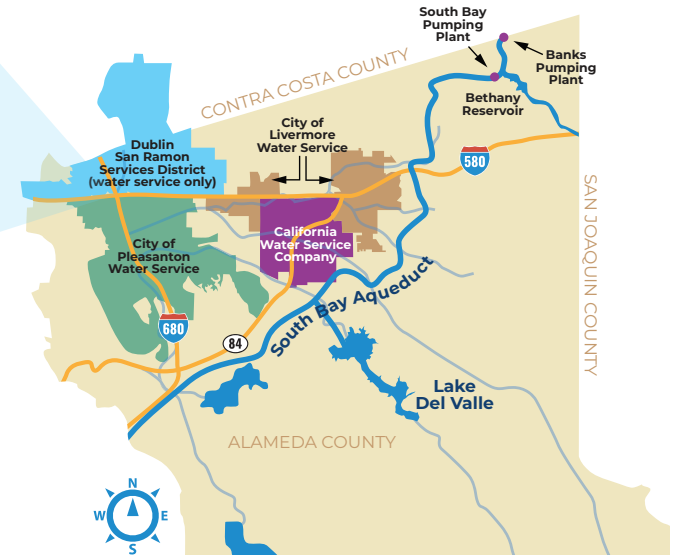 South Bay
Pumping
Plant
Banks
Pumping
Plant
CONTRA COSTA COUNTY
Bethany
Reservoir
City of
Livermore
Water Service
Dublin
San Ramon
Services District
(water service only)
580
SAN JOAQUIN COUNTY
California
Water Service
Company
City of
Pleasanton
Water Service
South Bay Aqueduct
680
84
Lake
Del Valle
ALAMEDA COUNTY
N
W
E
S